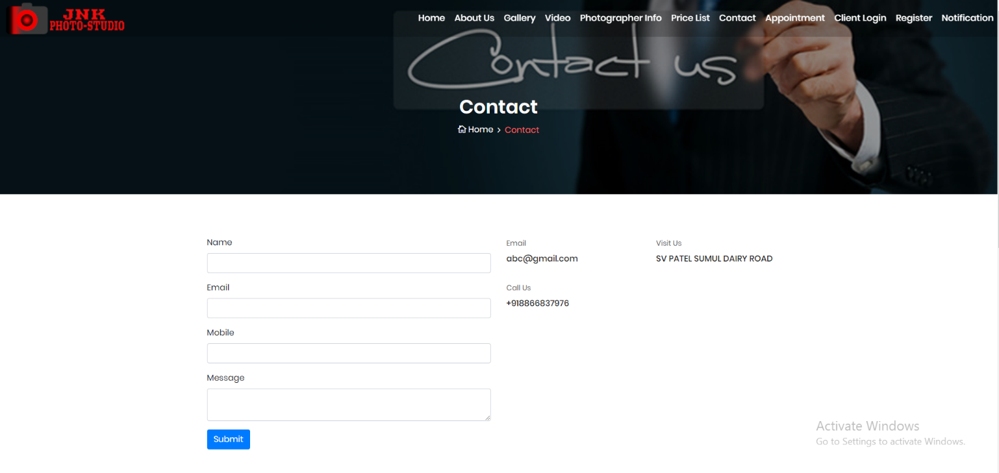 JNK
PHOTO-STUDIO
Home About Us Gallery Video Photographer Info Price List Contact Appointment Client Login Register Notification
Contact us
Contact
Home > Contact
Name
Email
abc@gmail.com
Visit Us
SV PATEL SUMUL DAIRY ROAD
Email
Call Us
+918866837976
Mobile
Message
Submit
Activate Windows
Go to Settings to activate Windows.